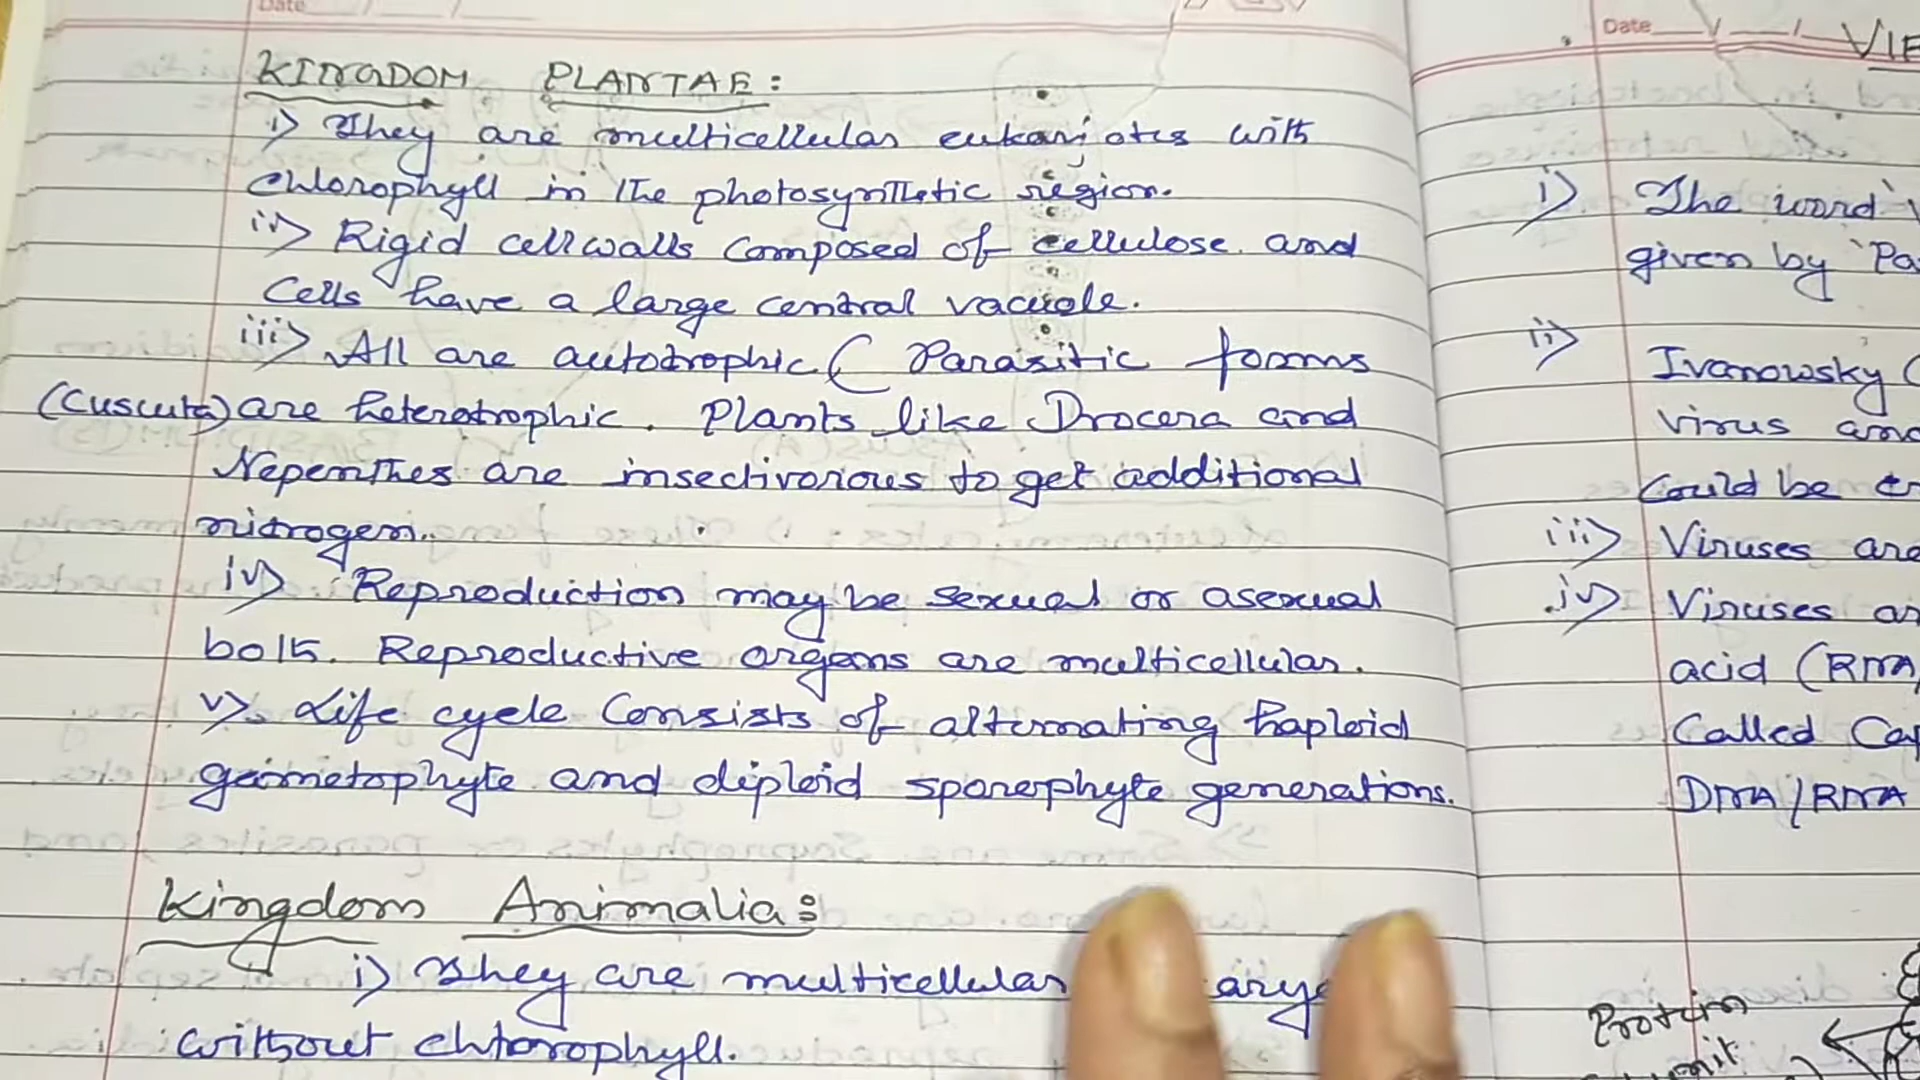 Date
KINGDOM PLANTAE:
i) They are multicellular eukaryotes with
chlorophyll in the photosynthetic region.
ii) Rigid cell walls composed of cellulose and
cells have a large central vacuole.
iii) All are autotrophic ( Parasitic forms
(cuscuta) are heterotrophic. Plants like Drocera and
Nepenthes are insectivorous to get additional
nitrogen.
iv) Reproduction may be sexual or asexual
both. Reproductive organs are multicellular.
v) Life cycle consists of alternating haploid
gametophyte and diploid sporophyte generations.
Kingdom Animalia:
i) They are multicellular
without chlorophyll.
Date
i) The word
given by
ii) Ivanowsky (
virus and
could be
iii) Viruses are
iv) Viruses
acid (RNA/
Called
DNA/RNA
Protein